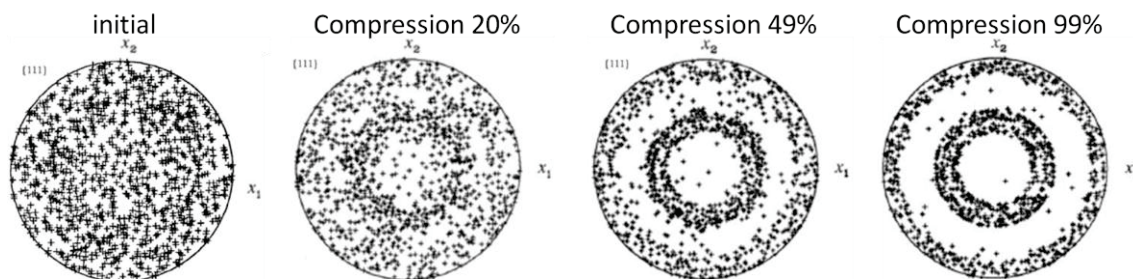 initial
x₂
{111}
x₁
Compression 20%
x₂
{111}
x₁
Compression 49%
x₂
{111}
x₁
Compression 99%
x₂
x